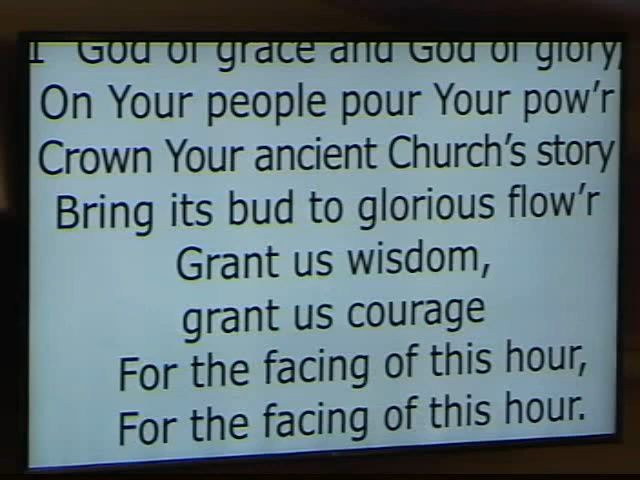 1 God of grace and God of glory,
On Your people pour Your pow'r
Crown Your ancient Church's story
Bring its bud to glorious flow'r
Grant us wisdom,
grant us courage
For the facing of this hour,
For the facing of this hour.